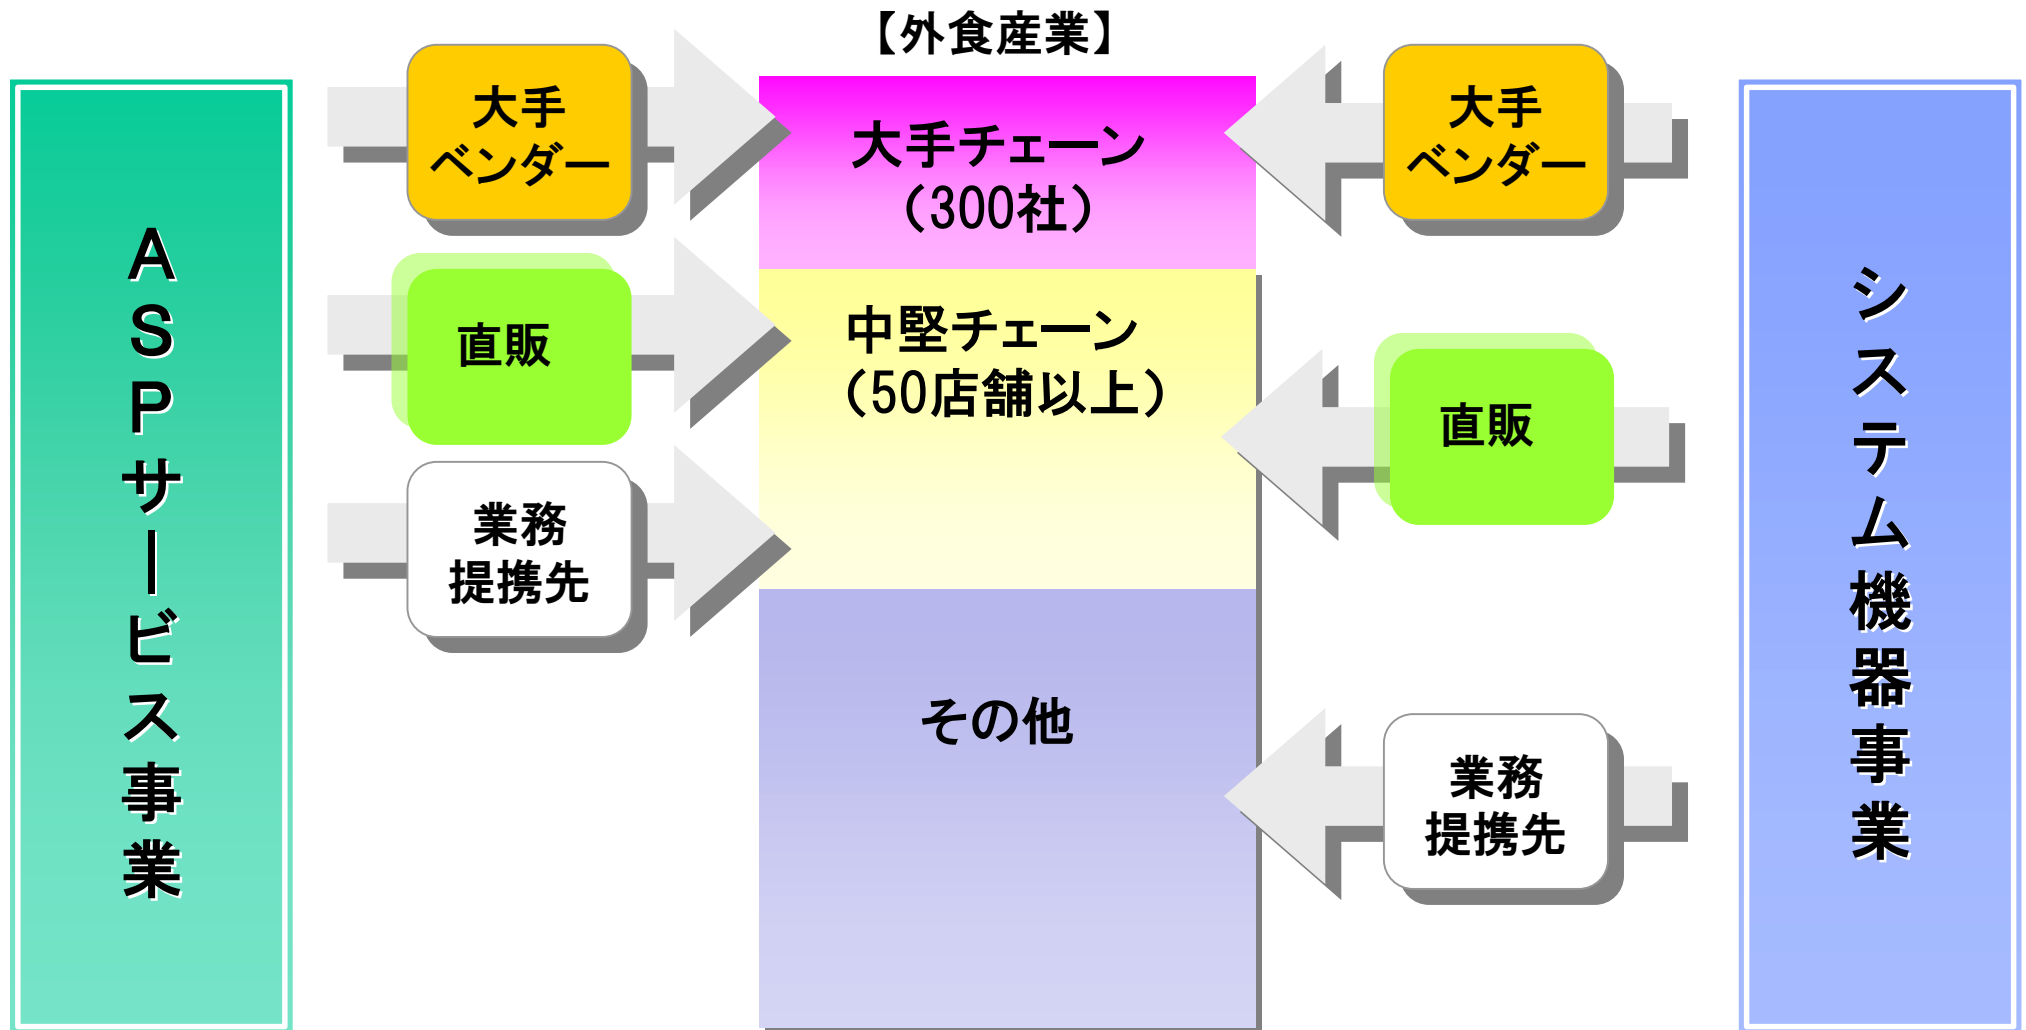 【外食産業】
ASPサービス事業
大手
ベンダー
直販
業務
提携先
大手チェーン
（300社）
中堅チェーン
（50店舗以上）
その他
大手
ベンダー
直販
業務
提携先
システム機器事業